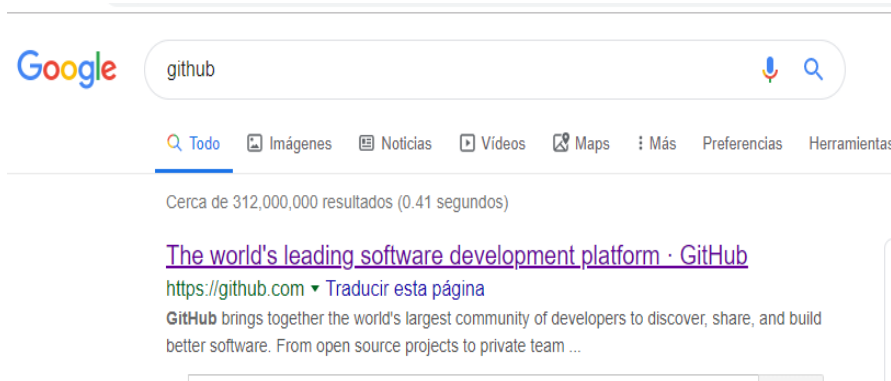 Google
github
Todo Imágenes Noticias Vídeos Maps Más Preferencias Herramientas
Cerca de 312,000,000 resultados (0.41 segundos)
The world's leading software development platform · GitHub
https://github.com ▾ Traducir esta página
GitHub brings together the world's largest community of developers to discover, share, and build
better software. From open source projects to private team ...